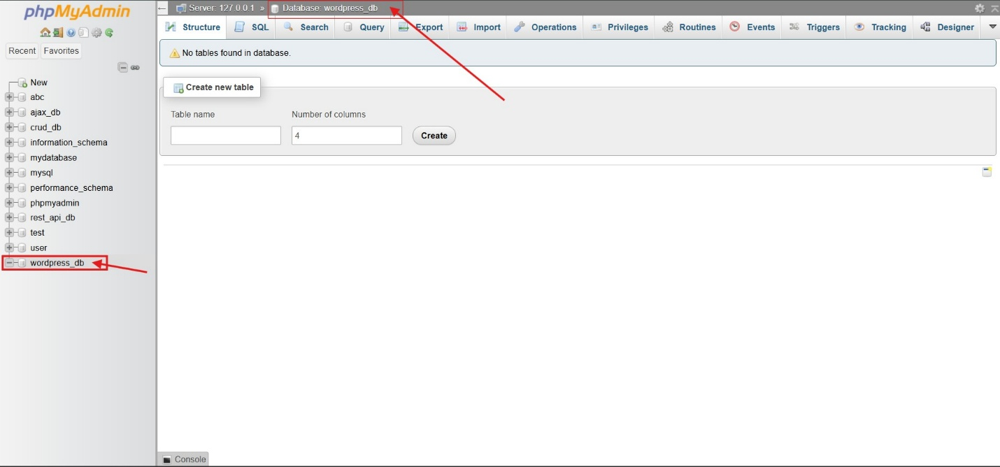 phpMyAdmin
Recent Favorites
New
abc
ajax_db
crud_db
information_schema
mydatabase
mysql
performance_schema
phpmyadmin
rest_api_db
test
user
wordpress_db
Server: 127.0.0.1 » Database: wordpress_db
Structure SQL Search Query Export Import Operations Privileges Routines Events Triggers Tracking Designer
No tables found in database.
Create new table
Table name Number of columns
4 Create
Console